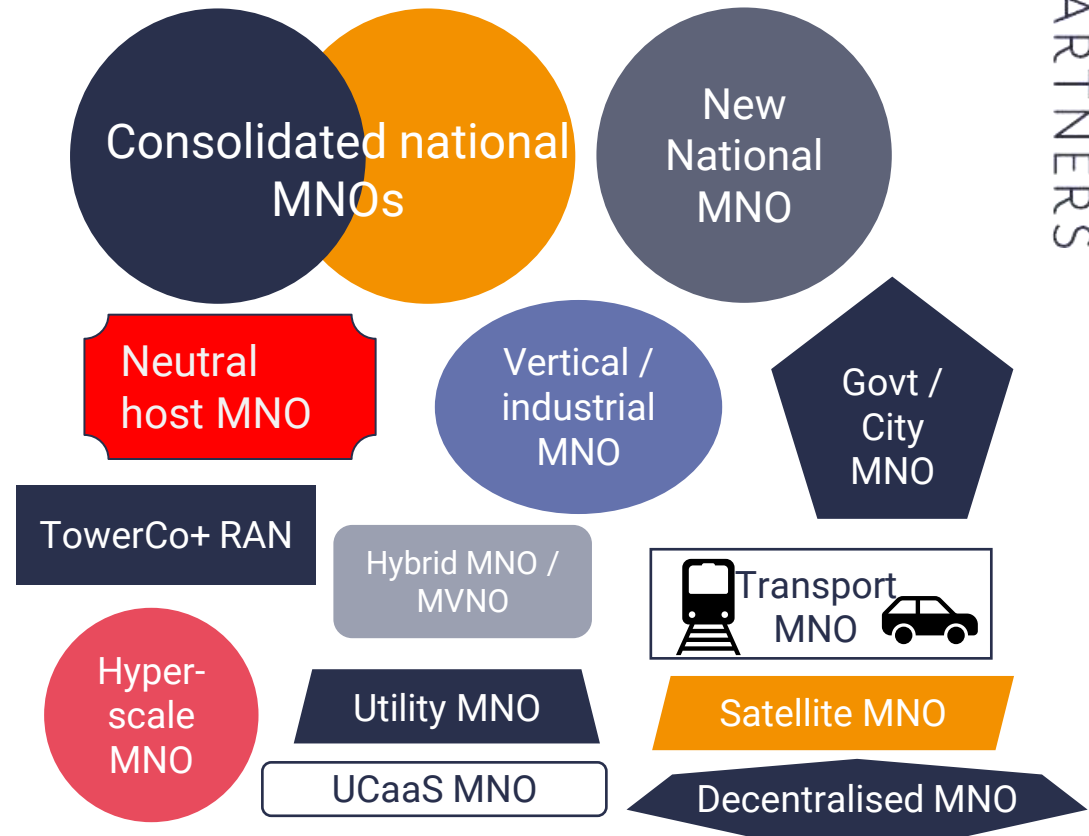 Consolidated national
MNOs
New
National
MNO
ARTNERS
Neutral
host MNO
Vertical /
industrial
MNO
Govt /
City
MNO
TowerCo+ RAN
Hybrid MNO /
MVNO
Transport
MNO
Hyper-
scale
MNO
Utility MNO
Satellite MNO
UCaaS MNO
Decentralised MNO